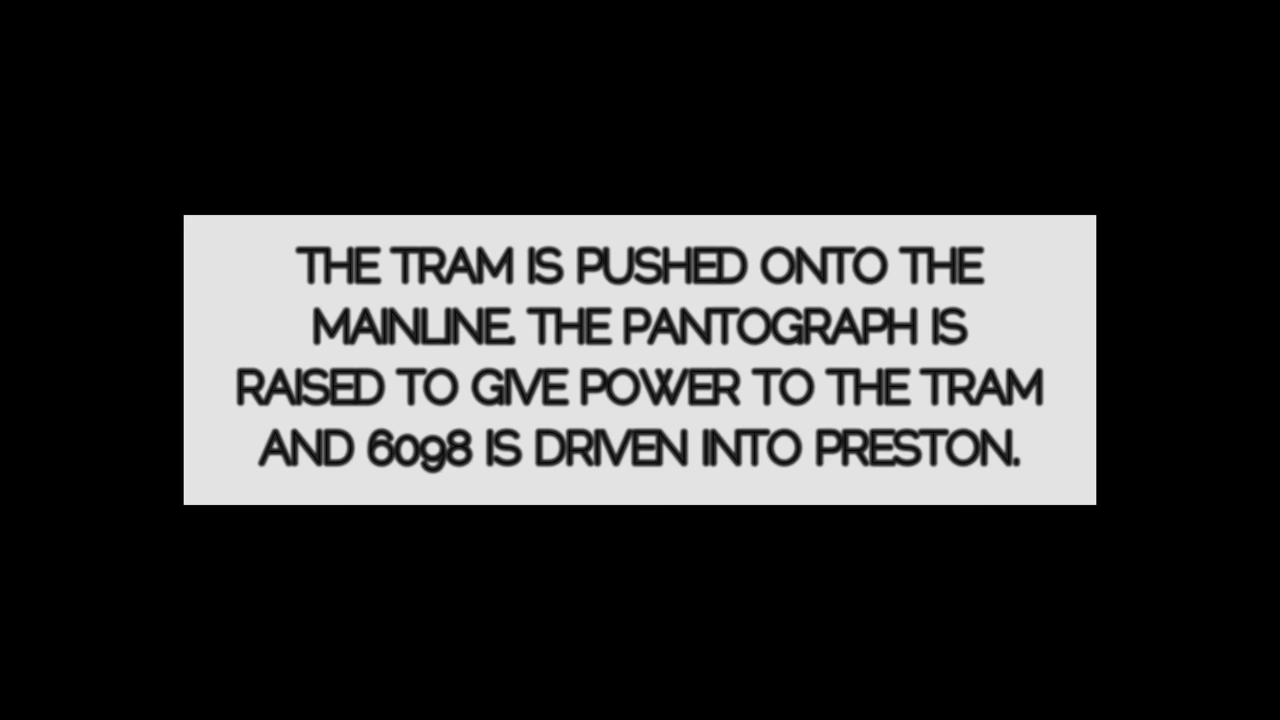 THE TRAM IS PUSHED ONTO THE
MAINLINE. THE PANTOGRAPH IS
RAISED TO GIVE POWER TO THE TRAM
AND 6098 IS DRIVEN INTO PRESTON.